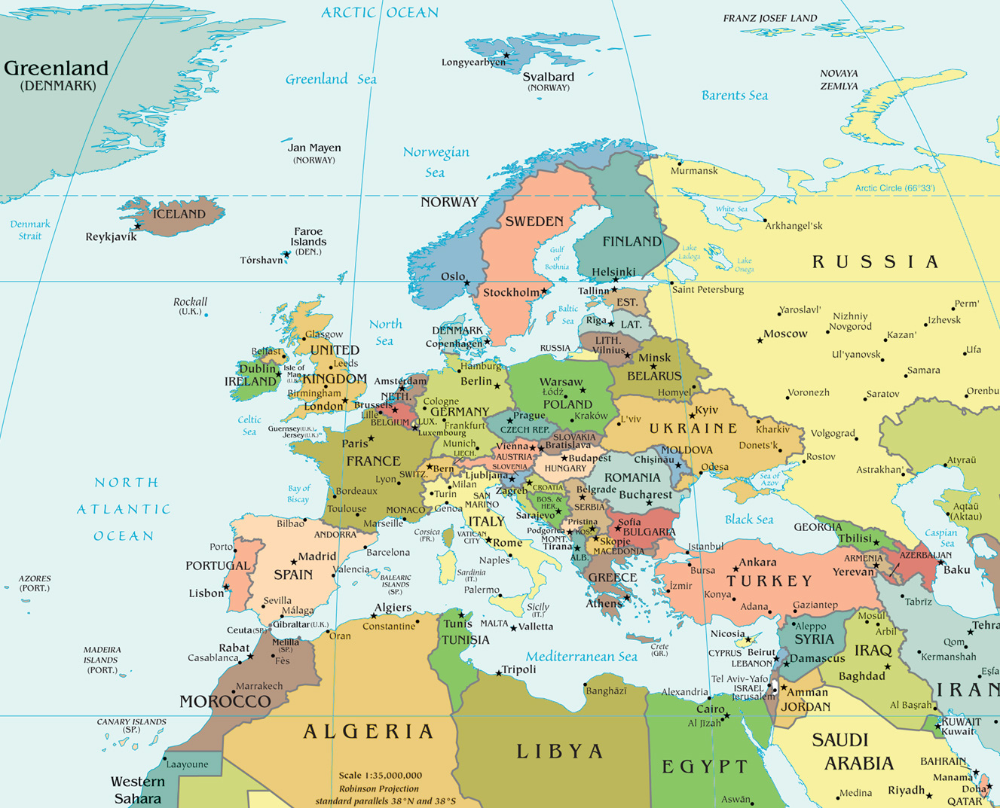 ARCTIC OCEAN
FRANZ JOSEF LAND
Greenland
(DENMARK)
Greenland Sea
Longyearbyen
Svalbard
(NORWAY)
NOVAYA
ZEMLYA
Barents Sea
Jan Mayen
(NORWAY)
Norwegian
Sea
Murmansk
Arctic Circle (66°33')
NORWAY
White Sea
ICELAND
Reykjavík
Denmark
Strait
Faroe
Islands
(DEN.)
Tórshavn
SWEDEN
FINLAND
Arkhangel'sk
Gulf
of
Bothnia
Lake
Ladoga
Lake
Onega
RUSSIA
Oslo
Helsinki
Stockholm
Tallinn
Saint Petersburg
EST.
Rockall
(U.K.)
Baltic
Sea
Yaroslavl'
Perm'
Nizhniy
Novgorod
Izhevsk
North
Sea
Riga
LAT.
Moscow
Kazan'
DENMARK
Copenhagen
Glasgow
LITH.
Vilnius
RUSSIA
Ul'yanovsk
Ufa
Belfast
UNITED
KINGDOM
Leeds
Isle of
Man
(U.K.)
Dublin
IRELAND
Hamburg
Minsk
BELARUS
Samara
Amsterdam
NETH.
Berlin
Warsaw
Łódź
POLAND
Homyel'
Voronezh
Saratov
Orenbu
Birmingham
London
Brussels
Lille
BELGIUM
Cologne
GERMANY
LUX.
Luxembourg
Frankfurt
Prague
CZECH REP.
Kraków
L'viv
Kyiv
UKRAINE
Kharkiv
Celtic
Sea
Guernsey(U.K.)
Jersey(U.K.)
Paris
Munich
LIECH.
SLOVAKIA
Vienna
Bratislava
AUSTRIA
Volgograd
Donets'k
FRANCE
Bern
SWITZ.
SLOVENIA
Ljubljana
Budapest
HUNGARY
MOLDOVA
Chișinău
Rostov
Odesa
Atyraū
Astrakhan'
Sea of
Azov
NORTH
ATLANTIC
OCEAN
Bay of
Biscay
Lyon
Milan
Turin
Genoa
Zagreb
CROATIA
ROMANIA
Bucharest
Belgrade
SERBIA
Bordeaux
Toulouse
MONACO
Marseille
SAN
MARINO
BOS. &
HER.
Sarajevo
Aqtaū
(Aktau)
Bilbao
ANDORRA
Corsica
(FR.)
ITALY
VATICAN
CITY
Rome
Podgorica
MONT.
Pristina
KOS.
Sofia
BULGARIA
Black Sea
GEORGIA
Tbilisi
Caspian
Sea
Porto
PORTUGAL
Madrid
SPAIN
Barcelona
Tirana
ALB.
Skopje
MACEDONIA
Istanbul
Bursa
Ankara
TURKEY
ARMENIA
Yerevan
AZERBAIJAN
Baku
Lisbon
Valencia
BALEARIC
ISLANDS
(SP.)
Sardinia
(IT.)
Naples
GREECE
Athens
İzmir
Konya
Adana
Gaziantep
Tabrīz
AZORES
(PORT.)
Sevilla
Málaga
Palermo
Sicily
(IT.)
Ceuta(SP.)
Gibraltar(U.K.)
Algiers
Constantine
Oran
Tunis
TUNISIA
MALTA
Valletta
Crete
(GR.)
Nicosia
CYPRUS
Aleppo
SYRIA
Mosul
Arbīl
IRAQ
Baghdad
Tehra
Qom
Kermanshah
Eşfa
IRAN
Beirut
LEBANON
Damascus
Rabat
Casablanca
Melilla
(SP.)
Fès
MADEIRA
ISLANDS
(PORT.)
Mediterranean Sea
Tripoli
Banghāzī
Tel Aviv-Yafo
ISRAEL
Jerusalem
Amman
JORDAN
Marrakech
MOROCCO
Alexandria
Cairo
Al Jīzah
Al Başrah
KUWAIT
Kuwait
CANARY ISLANDS
(SP.)
ALGERIA
LIBYA
EGYPT
SAUDI
ARABIA
Laayoune
Western
Sahara
BAHRAIN
Manama
Doha
QATAR
Riyadh
Medina
Aswān
Scale 1:35,000,000
Robinson Projection
standard parallels 38°N and 38°S